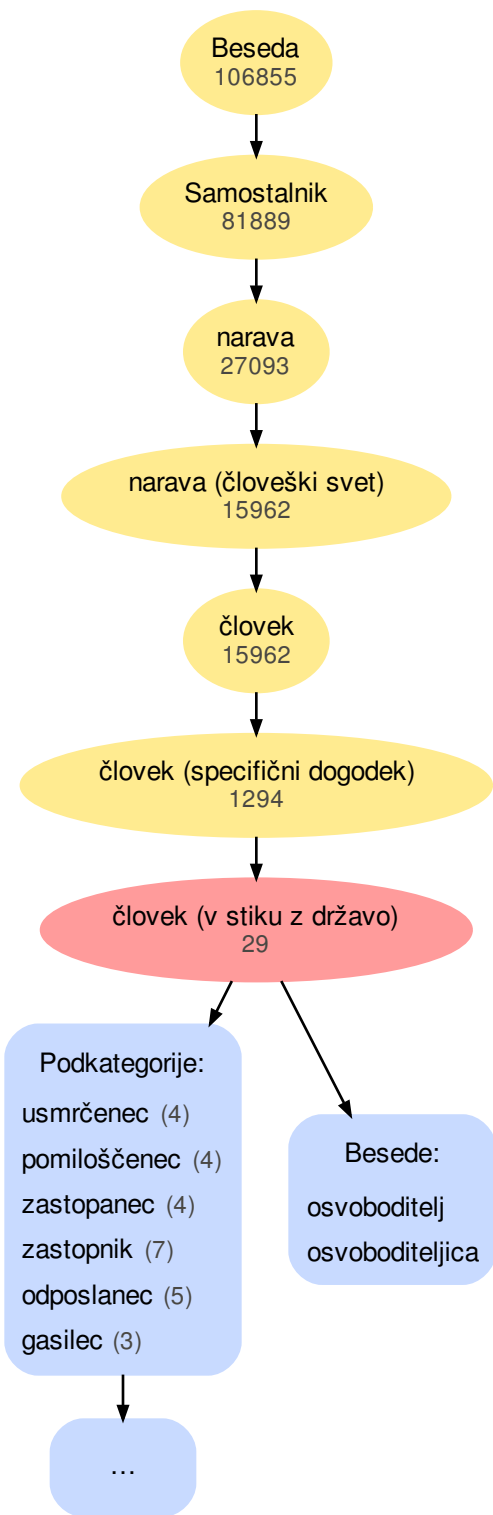 Beseda
106855
Samostalnik
81889
narava
27093
narava (človeški svet)
15962
človek
15962
človek (specifični dogodek)
1294
človek (v stiku z državo)
29
Podkategorije:
usmrčenec (4)
pomiloščenec (4)
zastopanec (4)
zastopnik (7)
odposlanec (5)
gasilec (3)
Besede:
osvoboditelj
osvoboditeljica
…